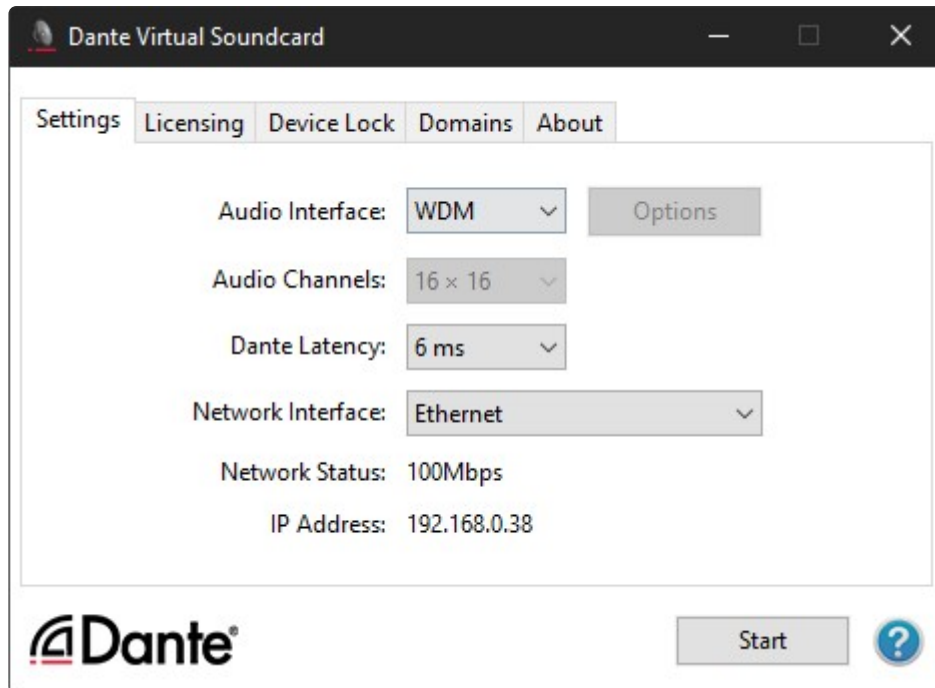 Dante Virtual Soundcard
Settings Licensing Device Lock Domains About
Audio Interface: WDM Options
Audio Channels: 16 × 16
Dante Latency: 6 ms
Network Interface: Ethernet
Network Status: 100Mbps
IP Address: 192.168.0.38
Dante® Start ?